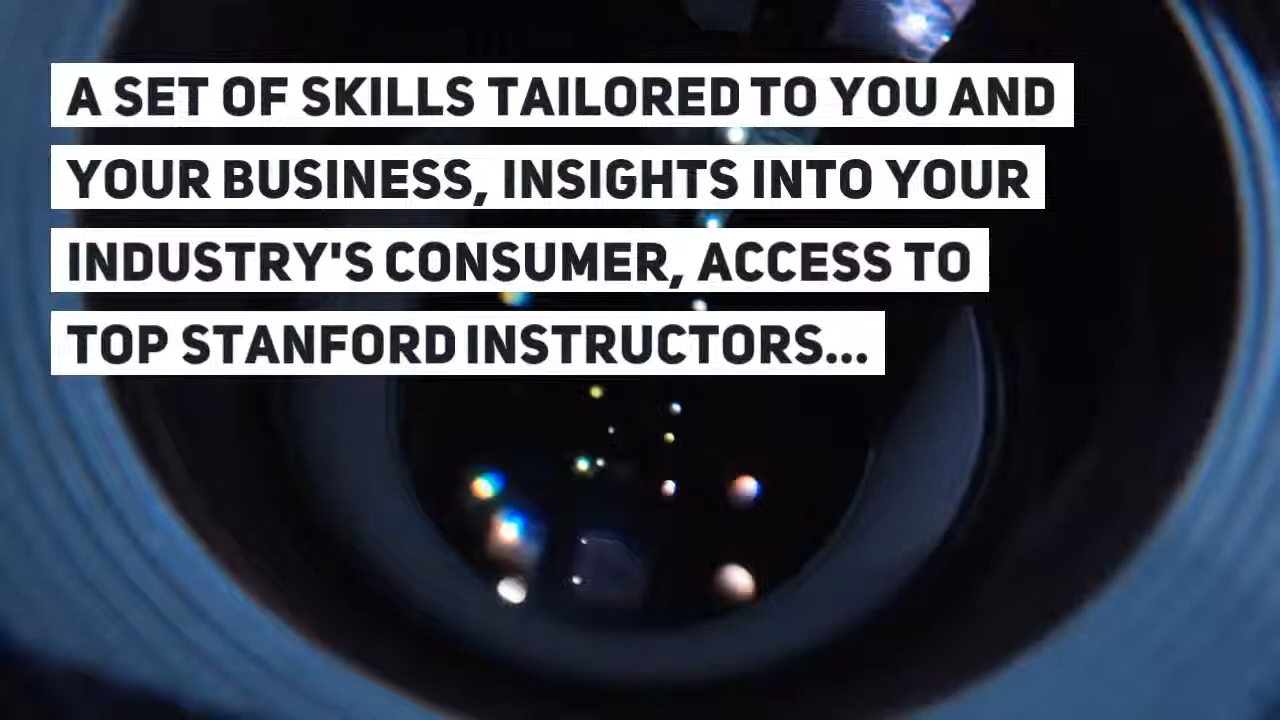 A SET OF SKILLS TAILORED TO YOU AND
YOUR BUSINESS, INSIGHTS INTO YOUR
INDUSTRY'S CONSUMER, ACCESS TO
TOP STANFORD INSTRUCTORS...